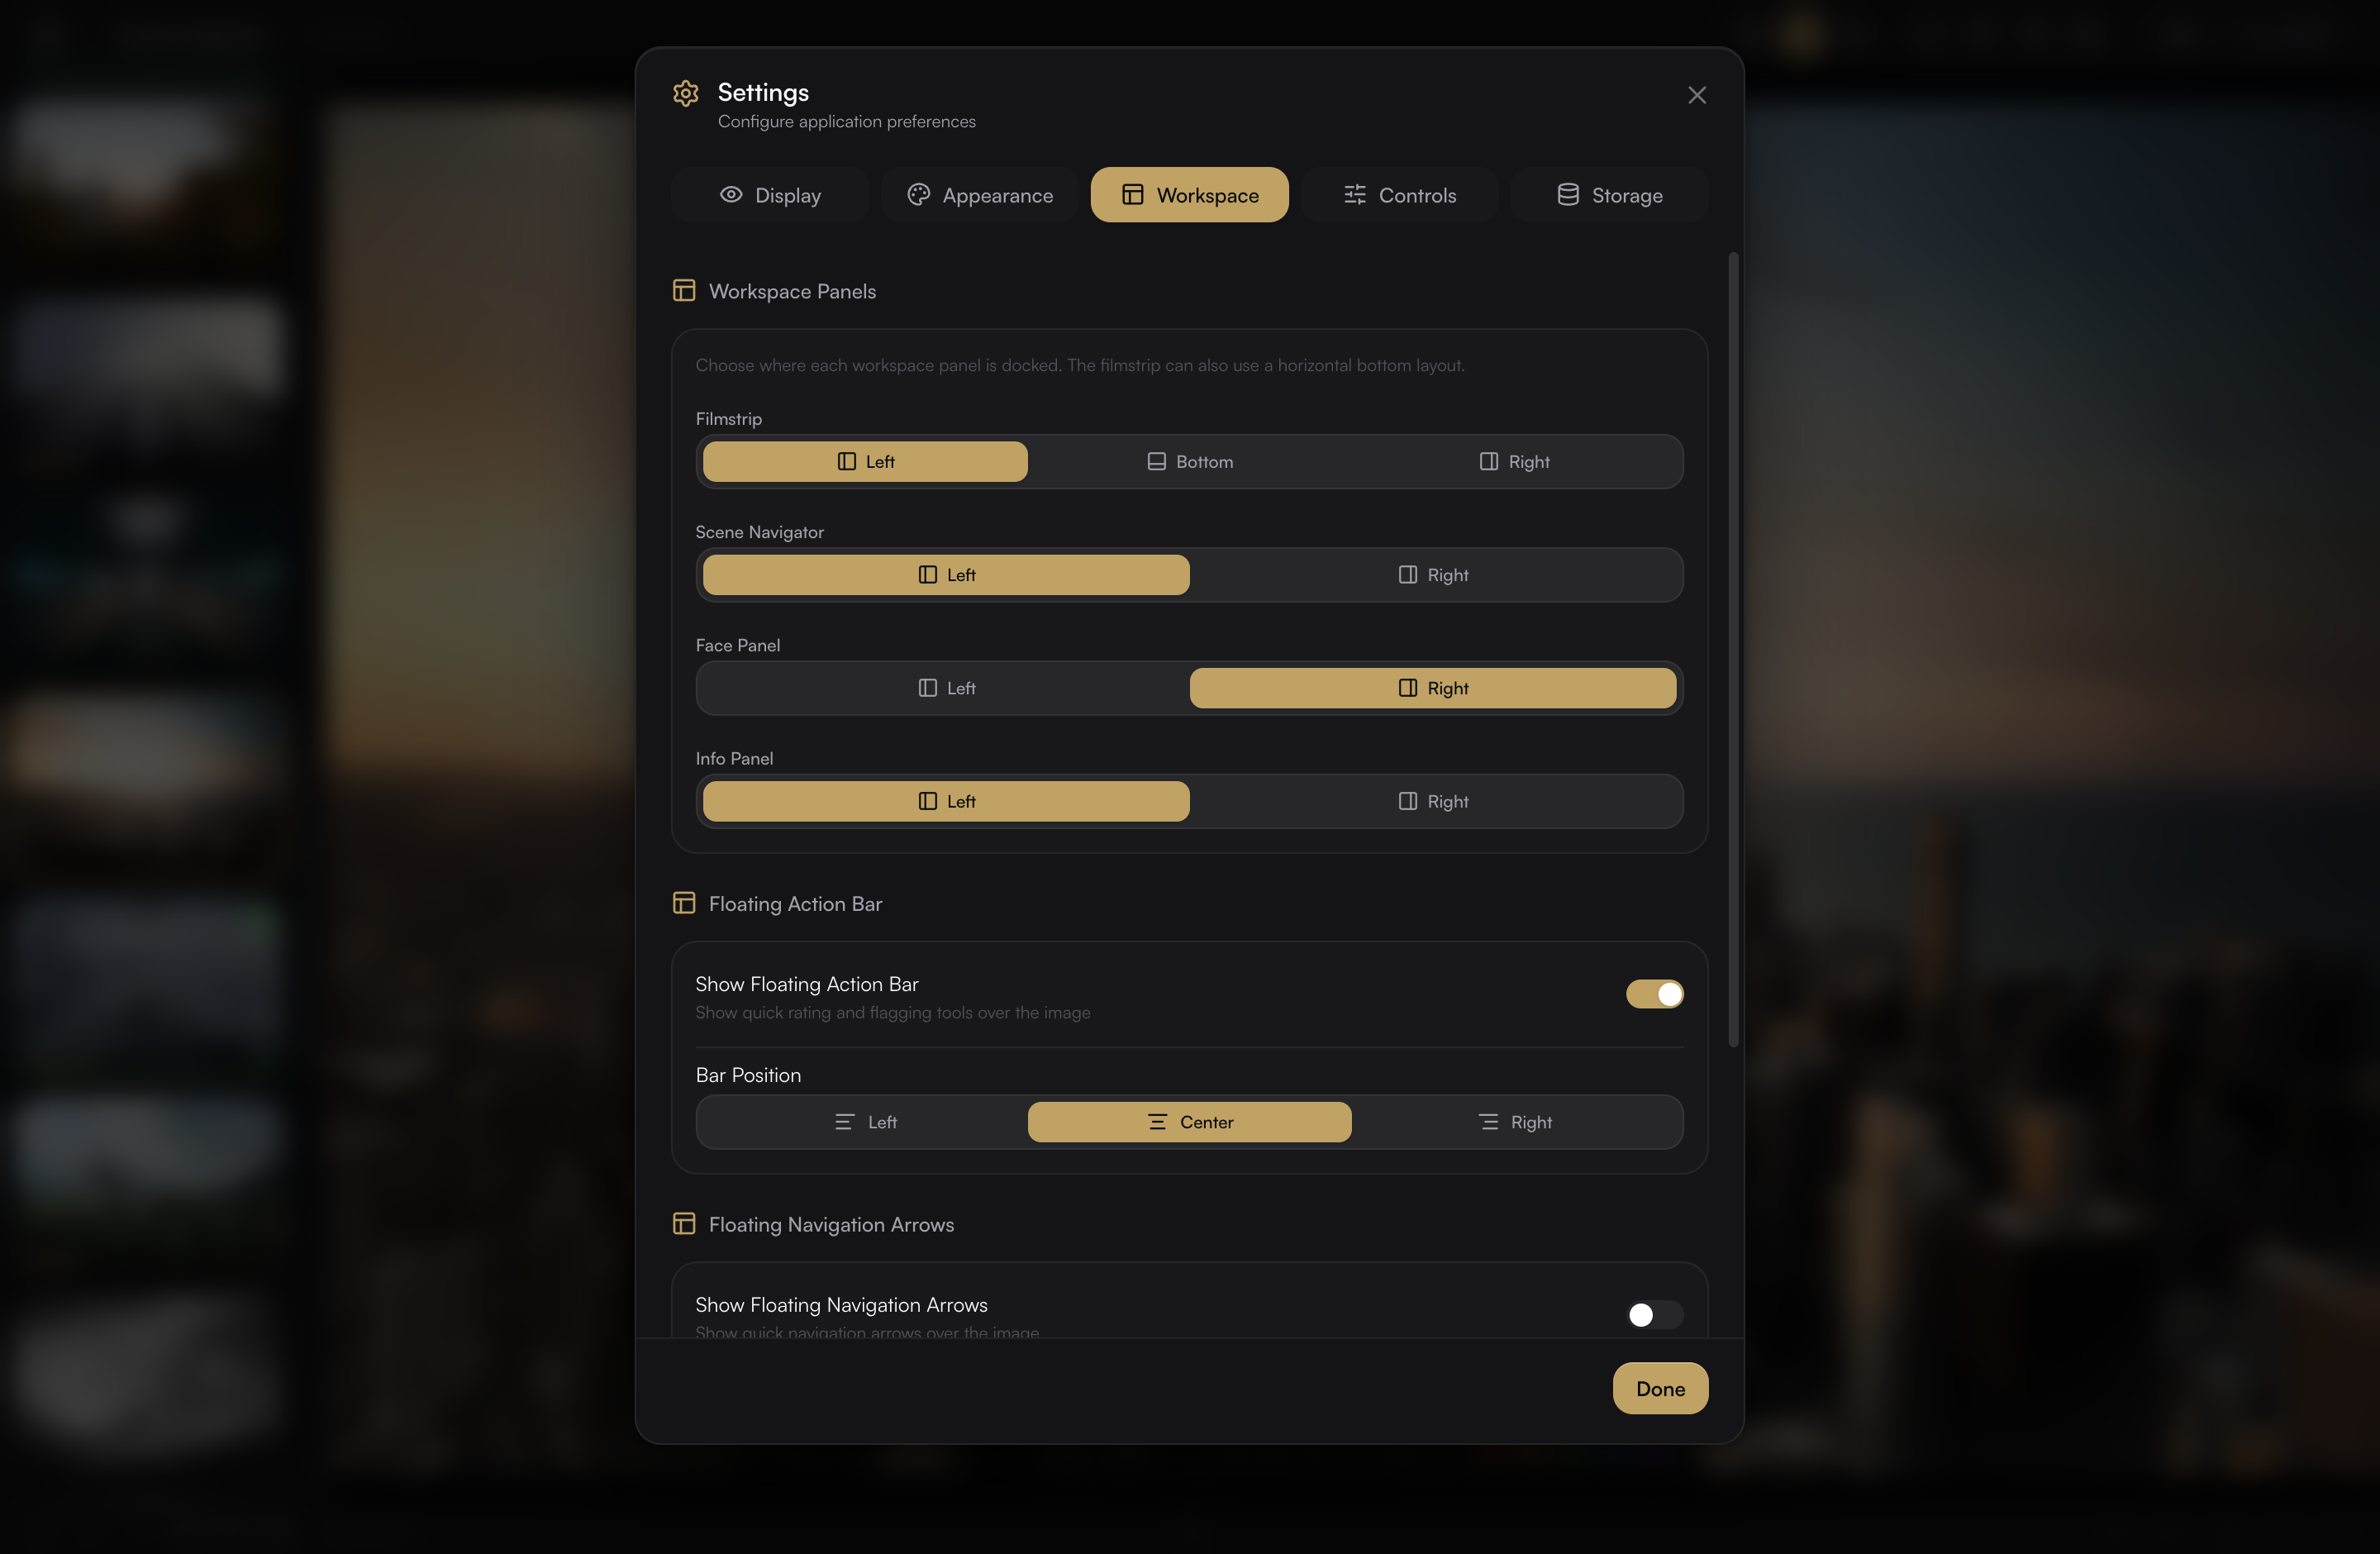 Settings
Configure application preferences
Display
Appearance
Workspace
Controls
Storage
Workspace Panels
Choose where each workspace panel is docked. The filmstrip can also use a horizontal bottom layout.
Filmstrip
Left
Bottom
Right
Scene Navigator
Left
Right
Face Panel
Left
Right
Info Panel
Left
Right
Floating Action Bar
Show Floating Action Bar
Show quick rating and flagging tools over the image
Bar Position
Left
Center
Right
Floating Navigation Arrows
Show Floating Navigation Arrows
Show quick navigation arrows over the image
Done